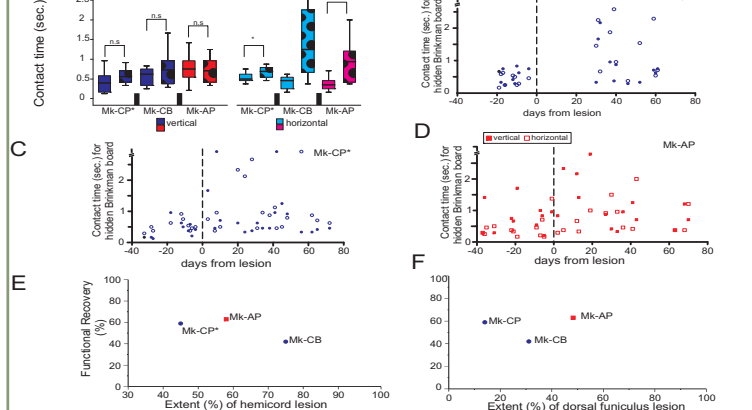 2.5
2
1.5
1
0.5
0
Contact time (sec.)
n.s
n.s
n.s
*
Mk-CP* Mk-CB Mk-AP Mk-CP* Mk-CB Mk-AP
vertical horizontal
Contact time (sec.) for
hidden Brinkman board
2
1
0
-40 -20 0 20 40 60 80
days from lesion
C
Mk-CP*
Contact time (sec.) for
hidden Brinkman board
2
1
0
-40 -20 0 20 40 60 80
days from lesion
D
vertical horizontal
Mk-AP
Contact time (sec.) for
hidden Brinkman board
2
1
0
-40 -20 0 20 40 60 80
days from lesion
E
Functional Recovery
(%)
100
80
60
40
20
0
Mk-CP*
Mk-AP
Mk-CB
30 40 50 60 70 80 90 100
Extent (%) of hemicord lesion
F
100
80
60
40
20
0
Mk-CP
Mk-AP
Mk-CB
0 20 40 60 80 100
Extent (%) of dorsal funiculus lesion